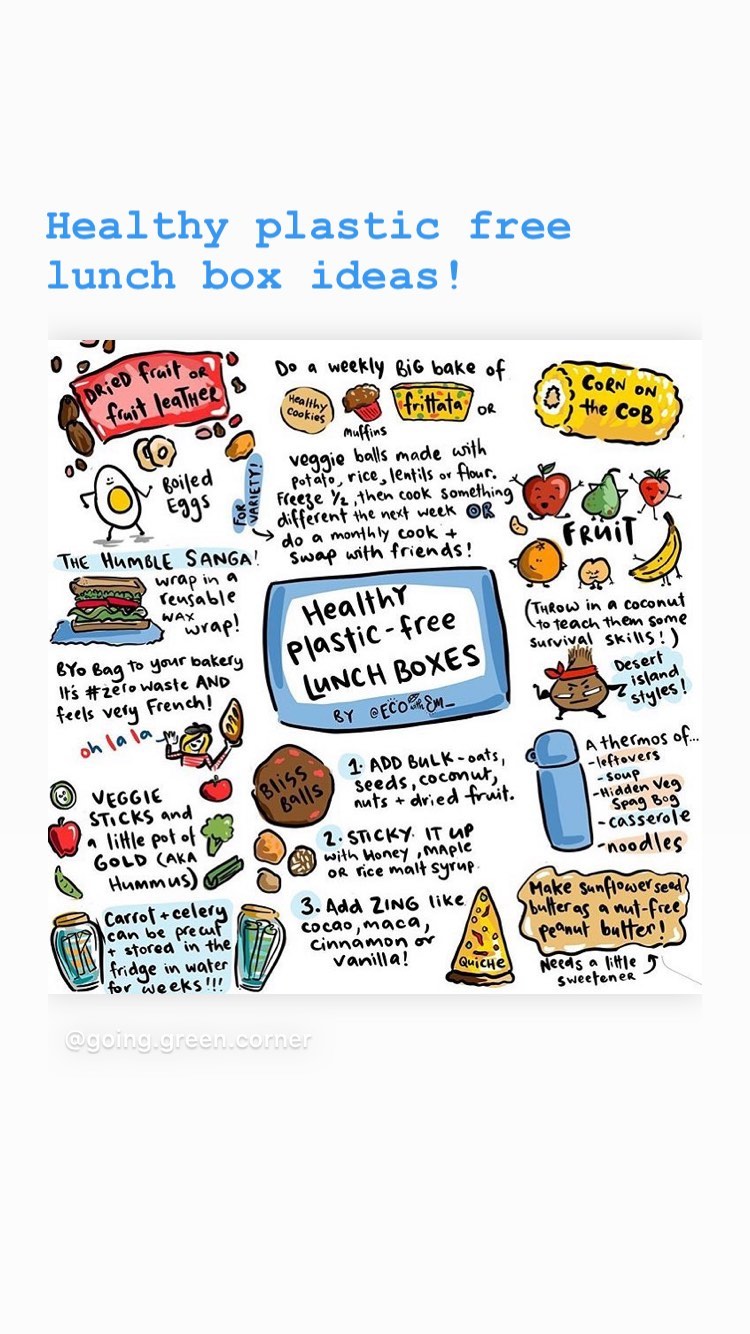 Healthy plastic free
lunch box ideas!
DRiED fruit or
fruit leaTHer
Boiled
Eggs
THE HUMBLE SANGA!
wrap in a
reusable
wax
wrap!
BYO Bag to your bakery
It's #zero waste AND
feels very French!
oh la la
VEGGIE
STicKS and
a little pot of
GOLD (AKA
Hummus)
Carrot + celery
can be precut
+ stored in the
fridge in water
for weeks!!!
Do a weekly BiG bake of
Healthy
Cookies
muffins
frittata
OR
veggie balls made with
potato, rice, lentils or flour.
Freeze 1/2, then cook something
different the next week OR
do a monthly cook +
swap with friends!
FOR
VARIETY!
Healthy
Plastic-free
LUNCH BOXES
BY @ECO with Em_
Bliss
Balls
1. ADD BULK - oats,
seeds, coconut,
nuts + dried fruit.
2. STICKY IT UP
with Honey, MAPLe
OR rice malt syrup.
3. Add ZING like
cacao, maca,
cinnamon or
vanilla!
QUiCHe
CORN ON
the COB
FRUIT
(THROW in a coconut
to teach them some
survival skills!)
Desert
island
styles!
A thermos of...
-leftovers
-soup
-Hidden Veg
Spag Bog
-casserole
-noodles
Make sunflower seed
butter as a nut-free
peanut butter!
Needs a little
sweetener
@going.green.corner